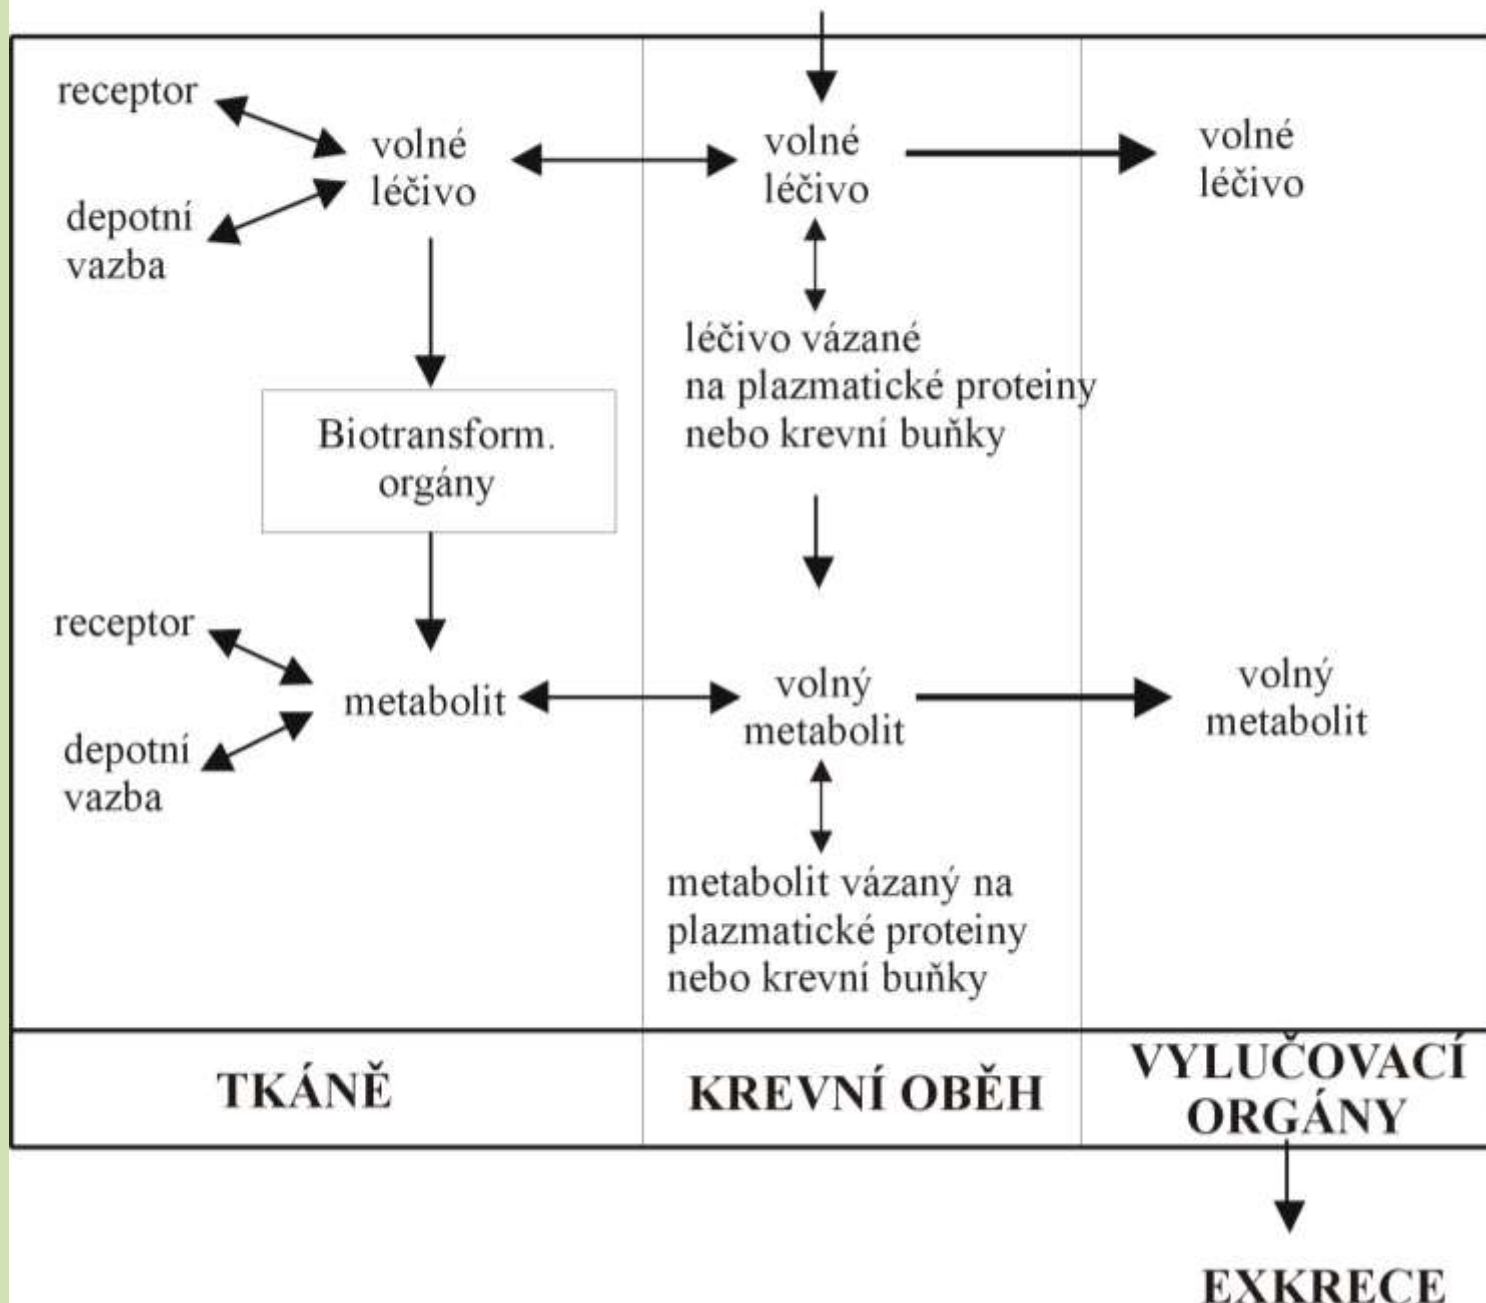 receptor
volné
léčivo
depotní
vazba
Biotransform.
orgány
receptor
metabolit
depotní
vazba
volné
léčivo
léčivo vázané
na plazmatické proteiny
nebo krevní buňky
volný
metabolit
metabolit vázaný na
plazmatické proteiny
nebo krevní buňky
volné
léčivo
volný
metabolit
TKÁNĚ
KREVNÍ OBĚH
VYLUČOVACÍ
ORGÁNY
EXKRECE